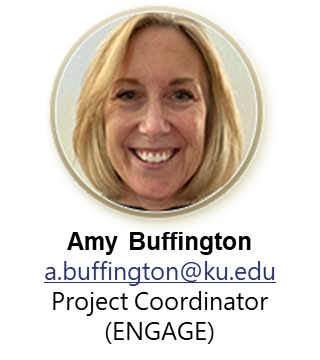 Amy Buffington
a.buffington@ku.edu
Project Coordinator
(ENGAGE)